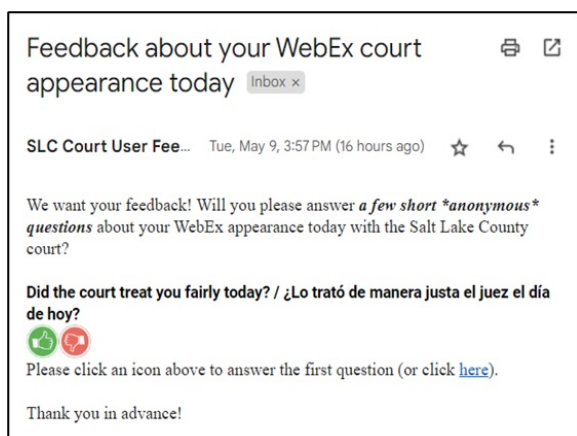 Feedback about your WebEx court
appearance today Inbox ×
SLC Court User Fee... Tue, May 9, 3:57 PM (16 hours ago)
We want your feedback! Will you please answer a few short *anonymous*
questions about your WebEx appearance today with the Salt Lake County
court?
Did the court treat you fairly today? / ¿Lo trató de manera justa el juez el día
de hoy?
Please click an icon above to answer the first question (or click here).
Thank you in advance!